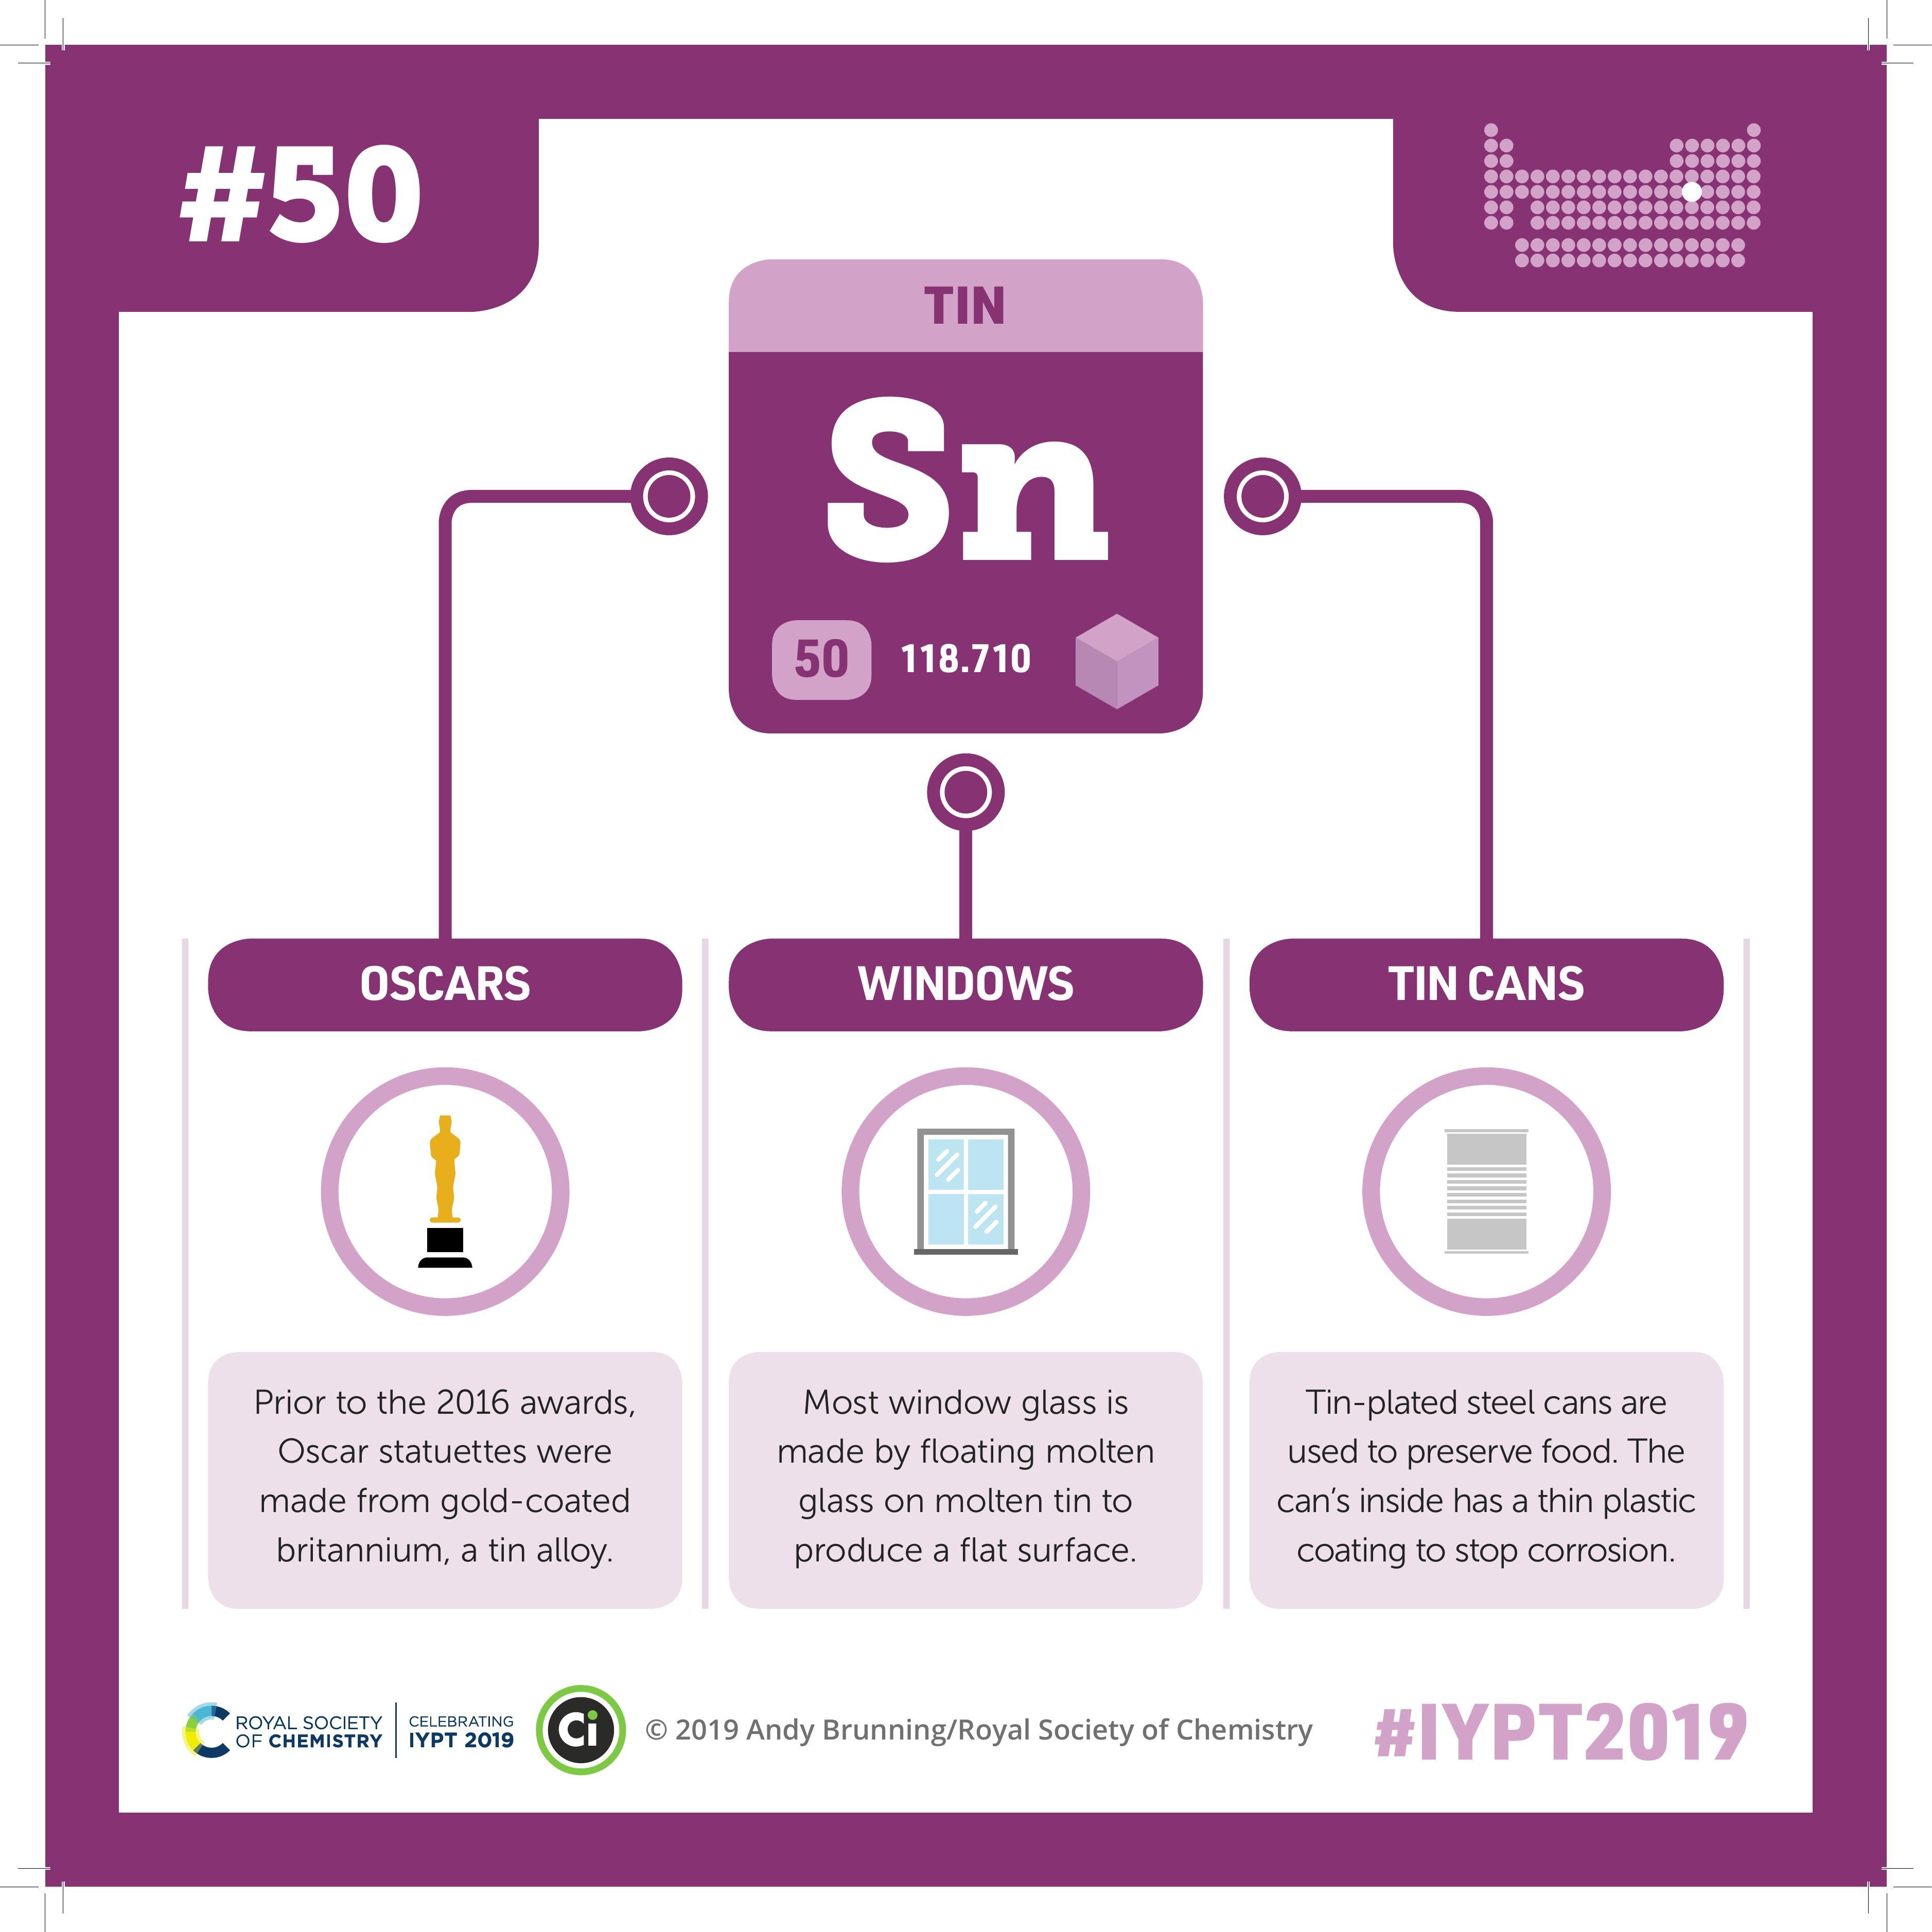 #50
TIN
Sn
50 118.710
OSCARS
Prior to the 2016 awards,
Oscar statuettes were
made from gold-coated
britannium, a tin alloy.
WINDOWS
Most window glass is
made by floating molten
glass on molten tin to
produce a flat surface.
TIN CANS
Tin-plated steel cans are
used to preserve food. The
can's inside has a thin plastic
coating to stop corrosion.
ROYAL SOCIETY
OF CHEMISTRY
CELEBRATING
IYPT 2019
Ci
© 2019 Andy Brunning/Royal Society of Chemistry
#IYPT2019